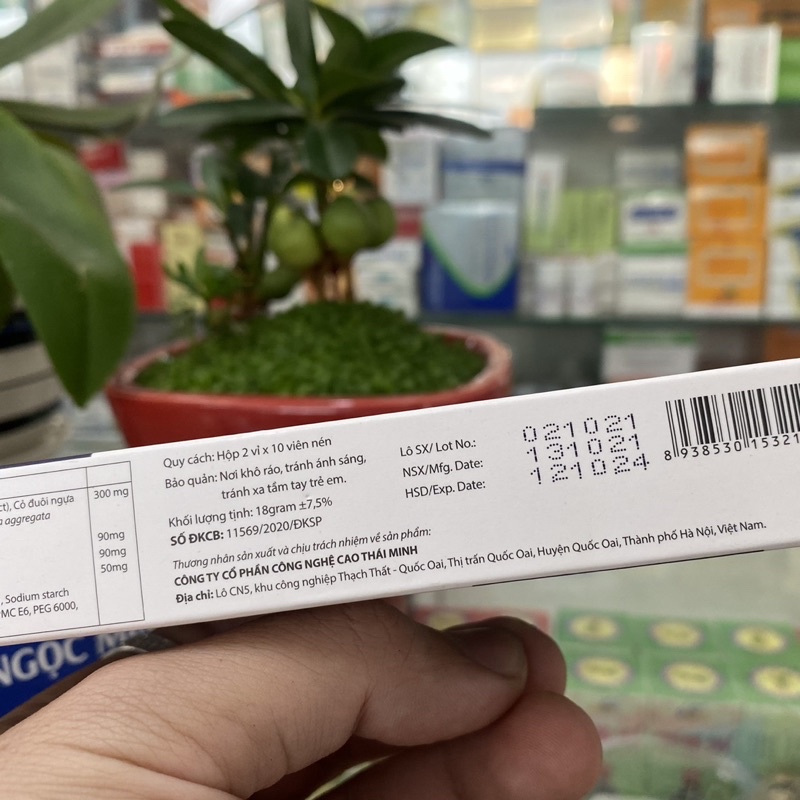 ct), Cỏ đuôi ngựa 300 mg
aggregata
90mg
90mg
50mg
, Sodium starch
MC E6, PEG 6000,
Quy cách: Hộp 2 vỉ x 10 viên nén
Bảo quản: Nơi khô ráo, tránh ánh sáng,
tránh xa tầm tay trẻ em.
Khối lượng tịnh: 18gram ±7,5%
SỐ ĐKCB: 11569/2020/ĐKSP
Thương nhân sản xuất và chịu trách nhiệm về sản phẩm:
CÔNG TY CỔ PHẦN CÔNG NGHỆ CAO THÁI MINH
Địa chỉ: Lô CN5, khu công nghiệp Thạch Thất - Quốc Oai, Thị trấn Quốc Oai, Huyện Quốc Oai, Thành phố Hà Nội, Việt Nam.
Lô SX/ Lot No.: 021021
NSX/Mfg. Date: 131021
HSD/Exp. Date: 121024
8 938530 15321
NGỌC